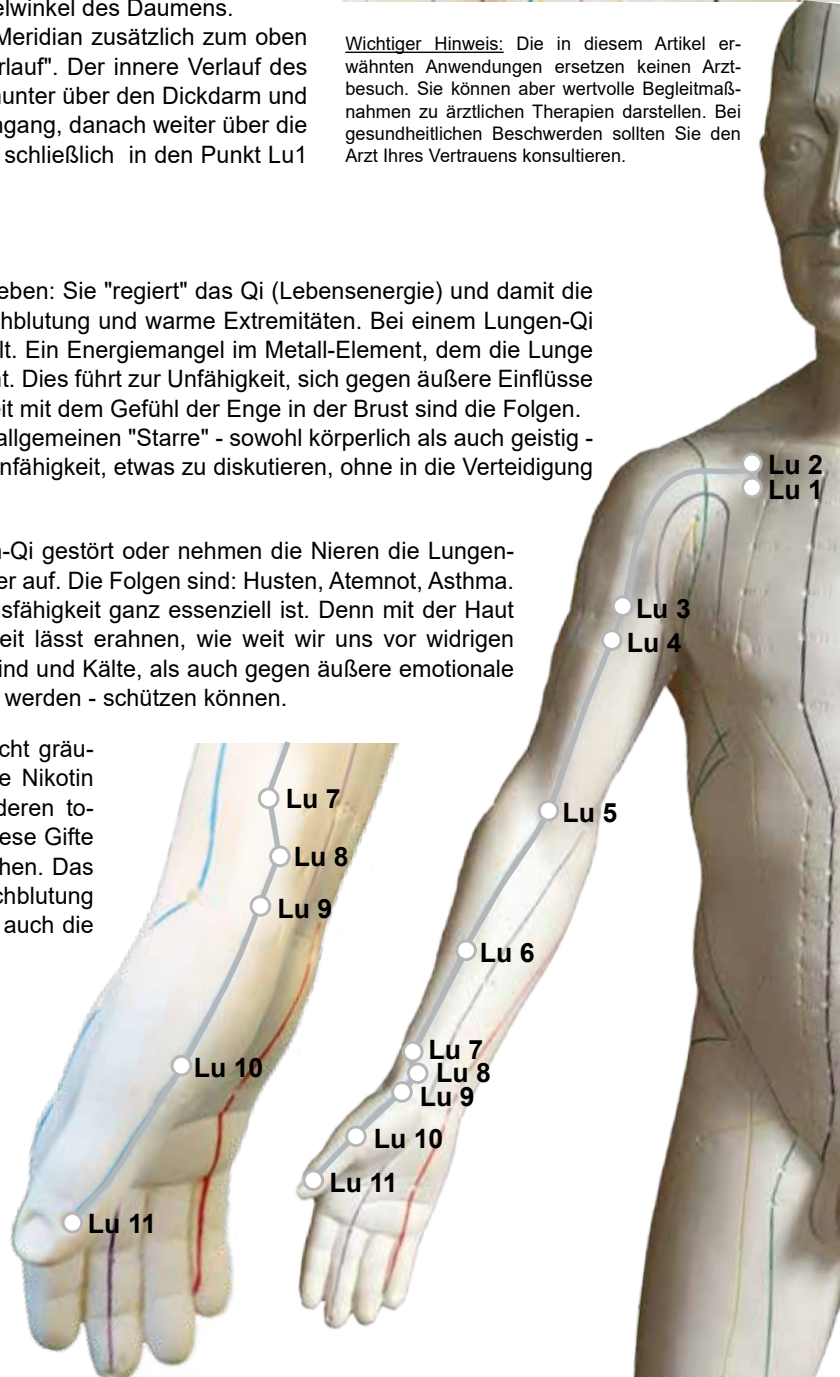 elwinkel des Daumens.
Meridian zusätzlich zum oben
rlauf". Der innere Verlauf des
unter über den Dickdarm und
ngang, danach weiter über die
schließlich in den Punkt Lu1
Wichtiger Hinweis: Die in diesem Artikel er-
wähnten Anwendungen ersetzen keinen Arzt-
besuch. Sie können aber wertvolle Begleitmaß-
nahmen zu ärztlichen Therapien darstellen. Bei
gesundheitlichen Beschwerden sollten Sie den
Arzt Ihres Vertrauens konsultieren.
eben: Sie "regiert" das Qi (Lebensenergie) und damit die
chblutung und warme Extremitäten. Bei einem Lungen-Qi
lt. Ein Energiemangel im Metall-Element, dem die Lunge
nt. Dies führt zur Unfähigkeit, sich gegen äußere Einflüsse
eit mit dem Gefühl der Enge in der Brust sind die Folgen.
allgemeinen "Starre" - sowohl körperlich als auch geistig -
nfähigkeit, etwas zu diskutieren, ohne in die Verteidigung
n-Qi gestört oder nehmen die Nieren die Lungen-
er auf. Die Folgen sind: Husten, Atemnot, Asthma.
sfähigkeit ganz essenziell ist. Denn mit der Haut
eit lässt erahnen, wie weit wir uns vor widrigen
ind und Kälte, als auch gegen äußere emotionale
werden - schützen können.
cht gräu-
e Nikotin
deren to-
ese Gifte
hen. Das
chblutung
auch die
Lu 2
Lu 1
Lu 3
Lu 4
Lu 5
Lu 6
Lu 7
Lu 8
Lu 9
Lu 10
Lu 11
Lu 7
Lu 8
Lu 9
Lu 10
Lu 11